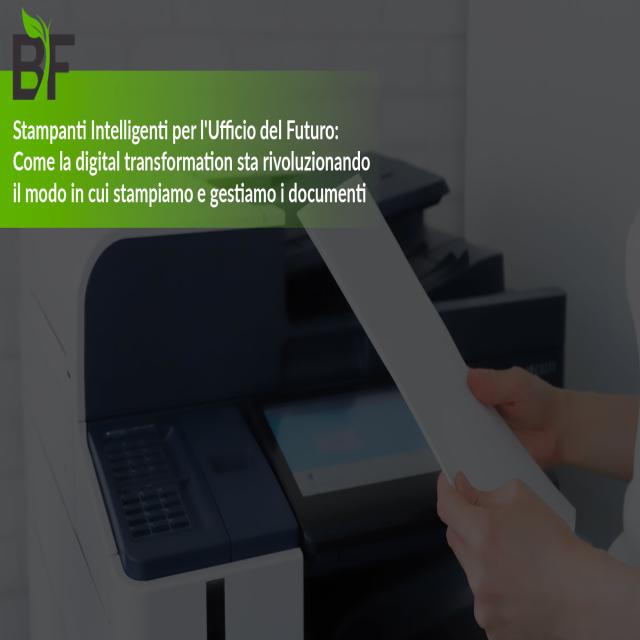 BF
Stampanti Intelligenti per l'Ufficio del Futuro:
Come la digital transformation sta rivoluzionando
il modo in cui stampiamo e gestiamo i documenti